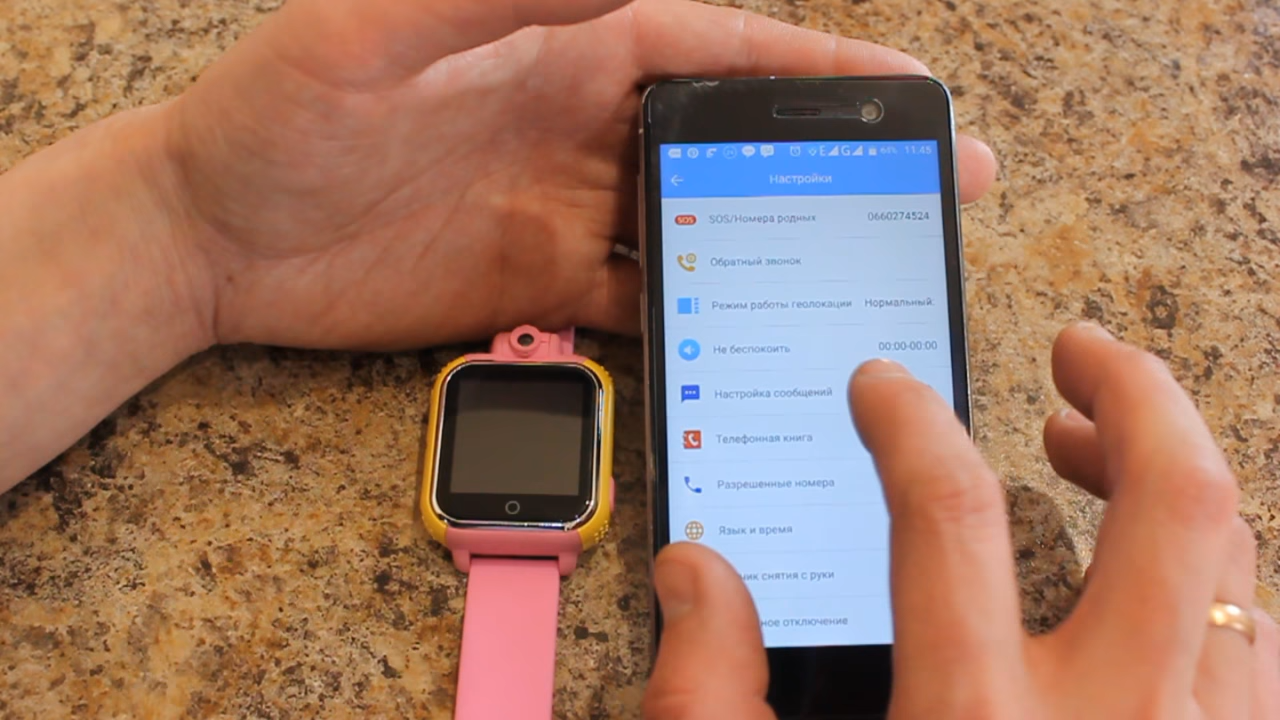 E G 64% 11:45
Настройки
SOS SOS/Номера родных 0660274524
Обратный звонок
Режим работы геолокации Нормальный:
Не беспокоить 00:00-00:00
Настройка сообщений
Телефонная книга
Разрешенные номера
Язык и время
снятия с руки
отключение